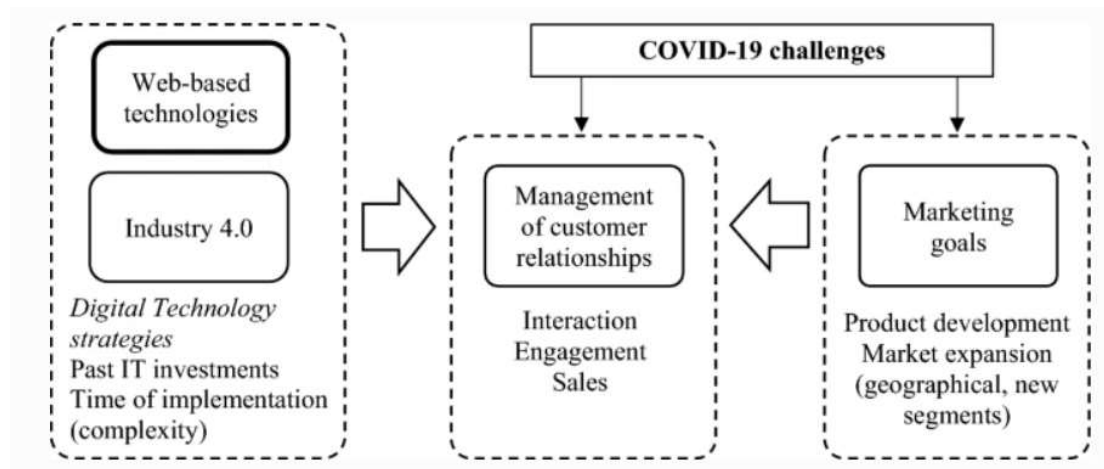 Web-based
technologies
Industry 4.0
Digital Technology
strategies
Past IT investments
Time of implementation
(complexity)
COVID-19 challenges
Management
of customer
relationships
Interaction
Engagement
Sales
Marketing
goals
Product development
Market expansion
(geographical, new
segments)